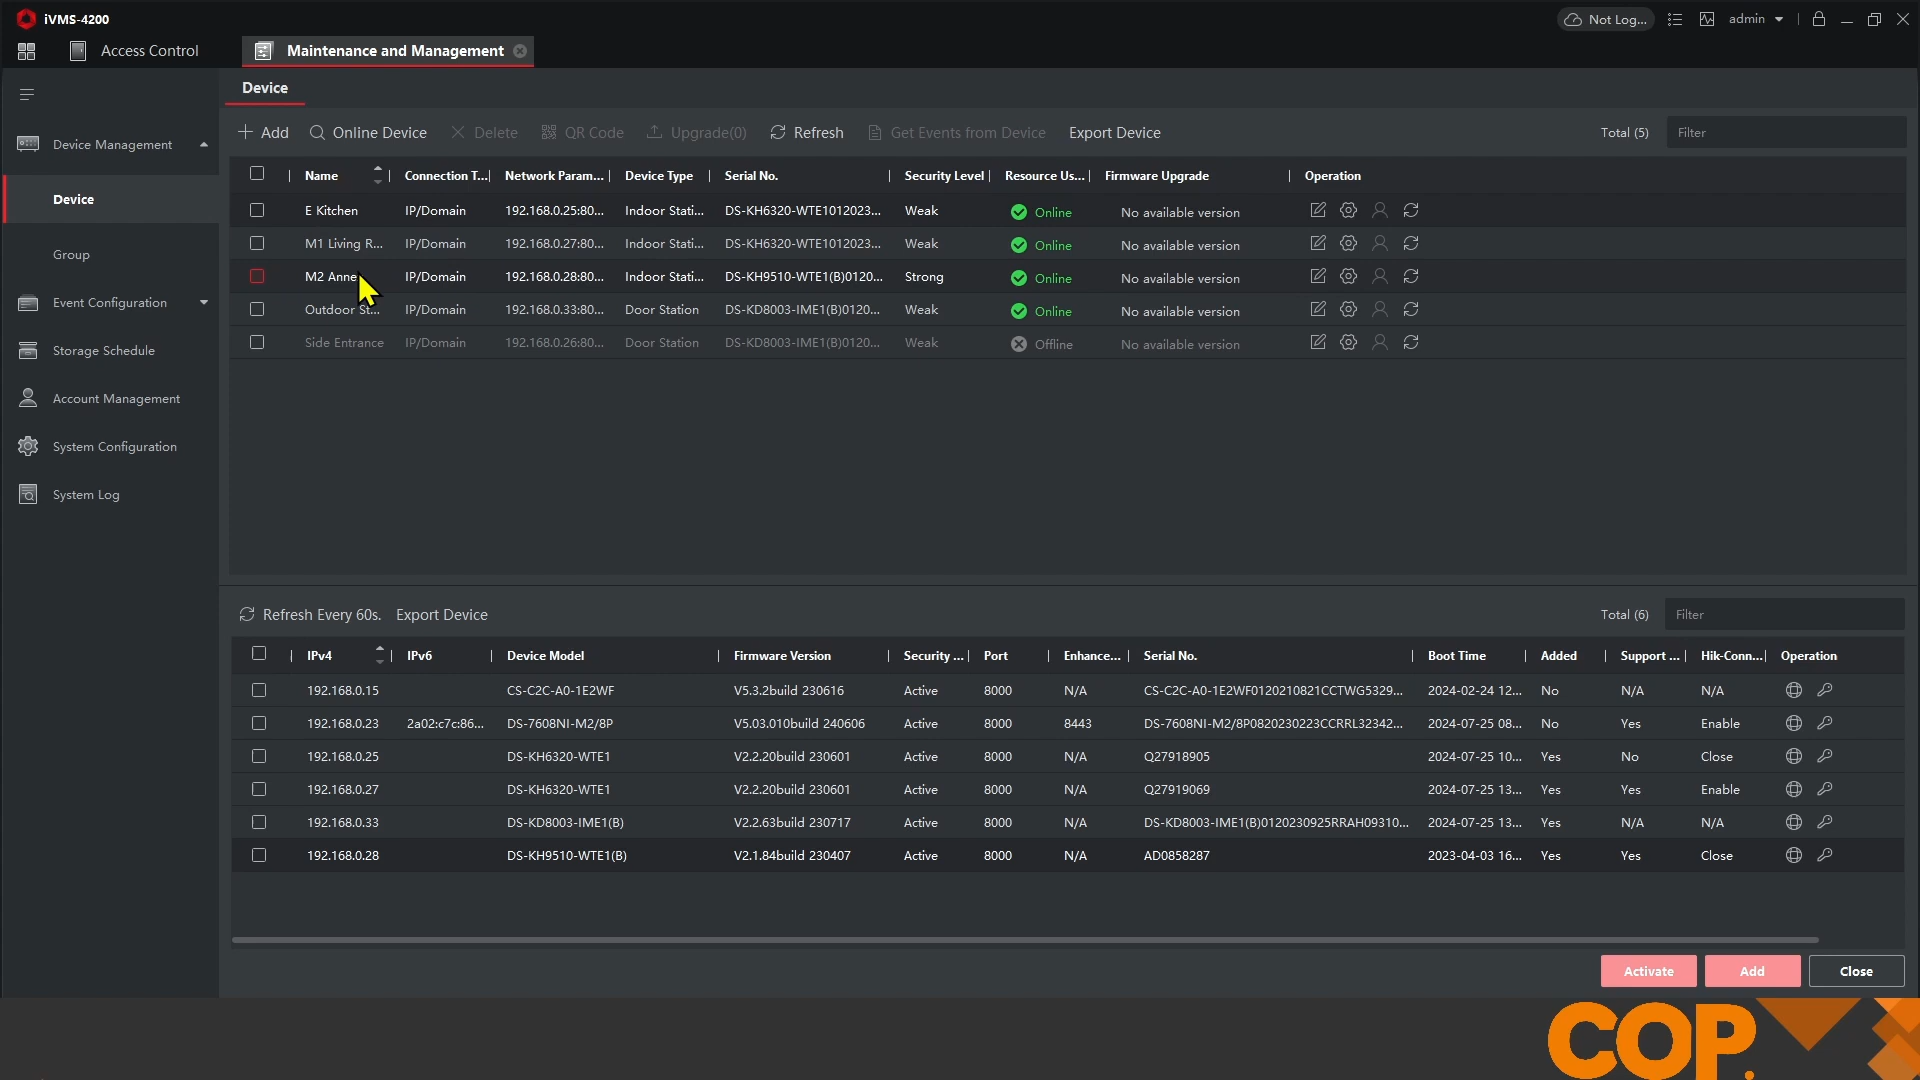 iVMS-4200
Not Log... admin
Access Control Maintenance and Management
Device
Add Online Device Delete QR Code Upgrade(0) Refresh Get Events from Device Export Device Total (5) Filter
Device Management
Device
Group
Event Configuration
Storage Schedule
Account Management
System Configuration
System Log
Name Connection T... Network Param... Device Type Serial No. Security Level Resource Us... Firmware Upgrade Operation
E Kitchen IP/Domain 192.168.0.25:80... Indoor Stati... DS-KH6320-WTE1012023... Weak Online No available version
M1 Living R... IP/Domain 192.168.0.27:80... Indoor Stati... DS-KH6320-WTE1012023... Weak Online No available version
M2 Anne IP/Domain 192.168.0.28:80... Indoor Stati... DS-KH9510-WTE1(B)0120... Strong Online No available version
Outdoor St... IP/Domain 192.168.0.33:80... Door Station DS-KD8003-IME1(B)0120... Weak Online No available version
Side Entrance IP/Domain 192.168.0.26:80... Door Station DS-KD8003-IME1(B)0120... Weak Offline No available version
Refresh Every 60s. Export Device Total (6) Filter
IPv4 IPv6 Device Model Firmware Version Security ... Port Enhance... Serial No. Boot Time Added Support ... Hik-Conn... Operation
192.168.0.15 CS-C2C-A0-1E2WF V5.3.2build 230616 Active 8000 N/A CS-C2C-A0-1E2WF0120210821CCTWG5329... 2024-02-24 12... No N/A N/A
192.168.0.23 2a02:c7c:86... DS-7608NI-M2/8P V5.03.010build 240606 Active 8000 8443 DS-7608NI-M2/8P0820230223CCRRL32342... 2024-07-25 08... No Yes Enable
192.168.0.25 DS-KH6320-WTE1 V2.2.20build 230601 Active 8000 N/A Q27918905 2024-07-25 10... Yes No Close
192.168.0.27 DS-KH6320-WTE1 V2.2.20build 230601 Active 8000 N/A Q27919069 2024-07-25 13... Yes Yes Enable
192.168.0.33 DS-KD8003-IME1(B) V2.2.63build 230717 Active 8000 N/A DS-KD8003-IME1(B)0120230925RRAH09310... 2024-07-25 13... Yes N/A N/A
192.168.0.28 DS-KH9510-WTE1(B) V2.1.84build 230407 Active 8000 N/A AD0858287 2023-04-03 16... Yes Yes Close
Activate Add Close
COP.